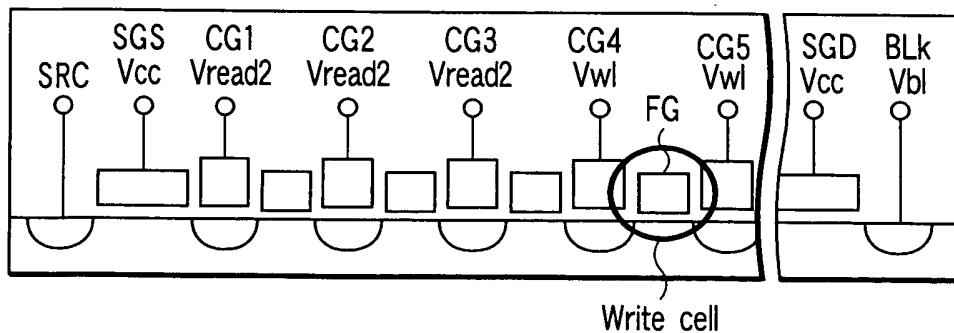 SGS CG1 CG2 CG3 CG4 CG5 SGD BLk
SRC Vcc Vread2 Vread2 Vread2 Vwl Vwl Vcc Vbl
FG
Write cell